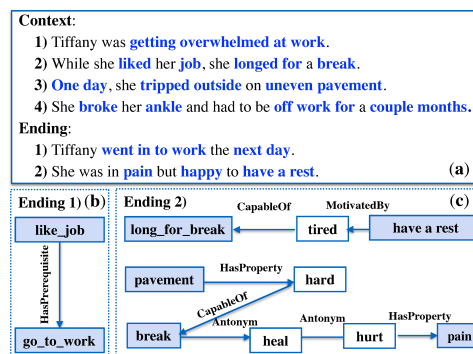 Context:
1) Tiffany was getting overwhelmed at work.
2) While she liked her job, she longed for a break.
3) One day, she tripped outside on uneven pavement.
4) She broke her ankle and had to be off work for a couple months.
Ending:
1) Tiffany went in to work the next day.
2) She was in pain but happy to have a rest.
(a)
Ending 1) (b)
like_job
HasPrerequisite
go_to_work
Ending 2) (c)
CapableOf MotivatedBy
long_for_break tired have a rest
pavement HasProperty hard
CapableOf
Antonym Antonym HasProperty
break heal hurt pain